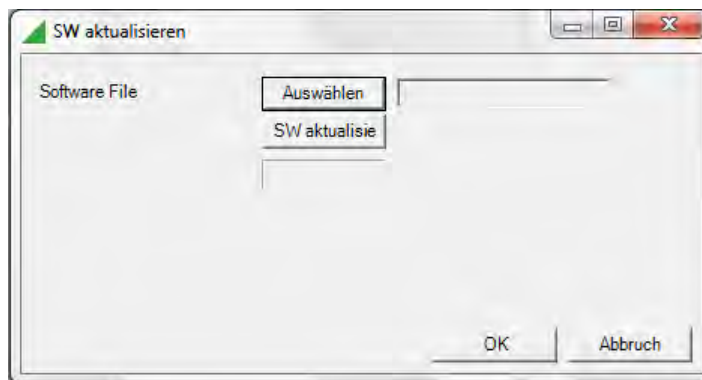 SW aktualisieren
Software File
Auswählen
SW aktualisie
OK
Abbruch